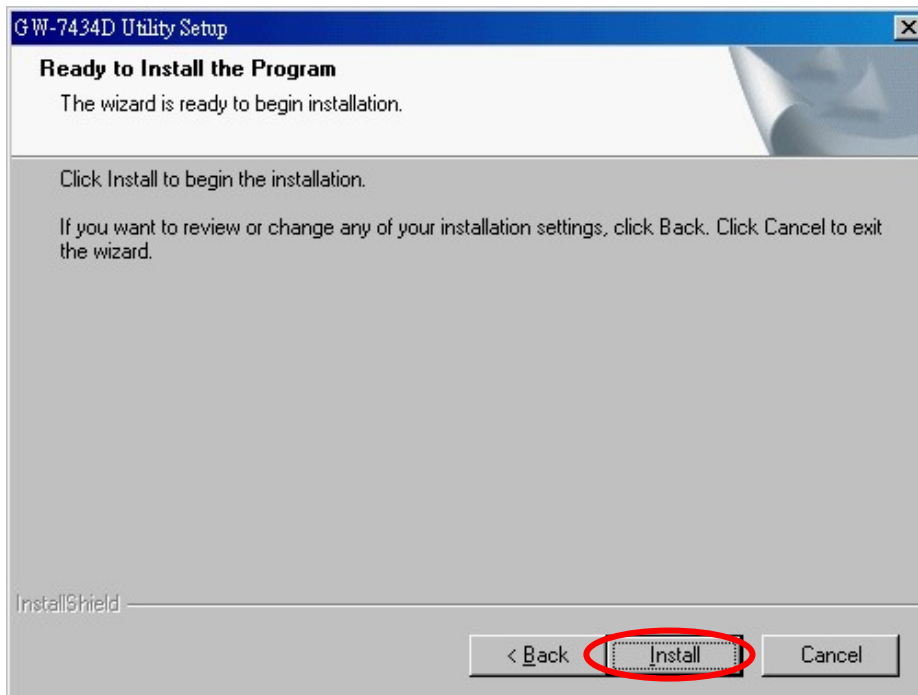 GW-7434D Utility Setup
Ready to Install the Program
The wizard is ready to begin installation.
Click Install to begin the installation.
If you want to review or change any of your installation settings, click Back. Click Cancel to exit
the wizard.
InstallShield
< Back
Install
Cancel